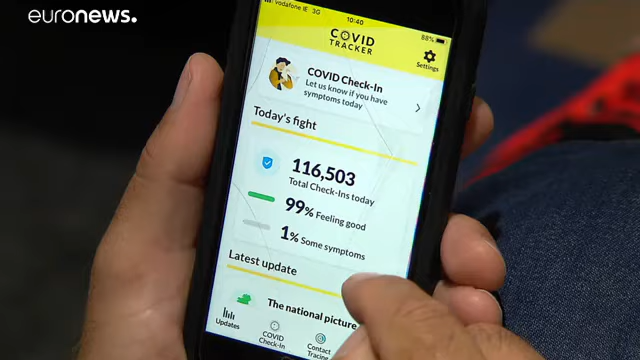 euronews.
vodafone IE 3G
10:40
88%
COVID
TRACKER
Settings
COVID Check-In
Let us know if you have
symptoms today
Today's fight
116,503
Total Check-Ins today
99% Feeling good
1% Some symptoms
Latest update
The national picture
Updates
COVID
Check-In
Contact
Tracing